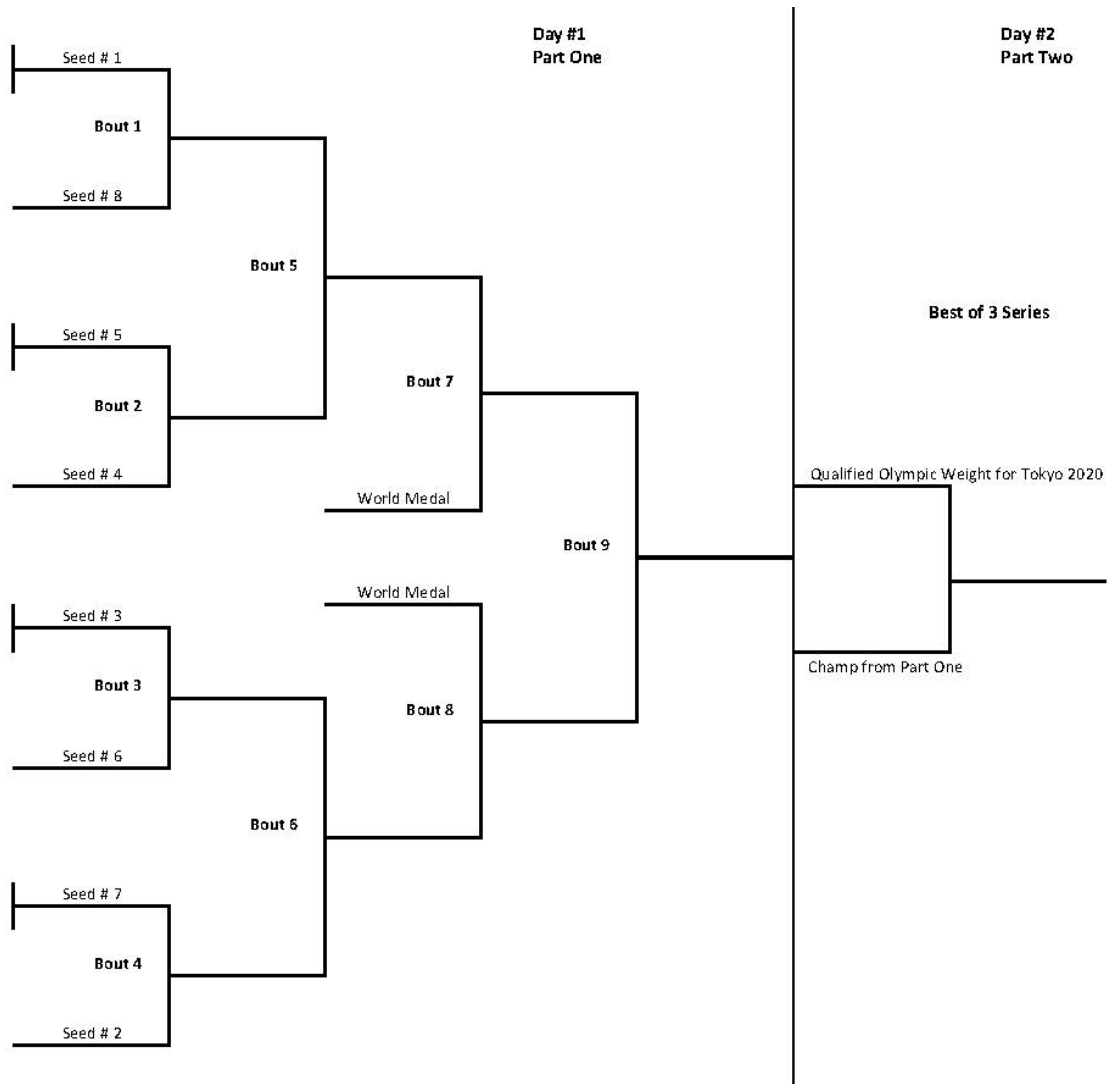 Day #1
Part One
Day #2
Part Two
Seed # 1
Bout 1
Seed # 8
Bout 5
Seed # 5
Bout 2
Seed # 4
Bout 7
World Medal
Bout 9
World Medal
Seed # 3
Bout 3
Seed # 6
Bout 8
Bout 6
Seed # 7
Bout 4
Seed # 2
Best of 3 Series
Qualified Olympic Weight for Tokyo 2020
Champ from Part One